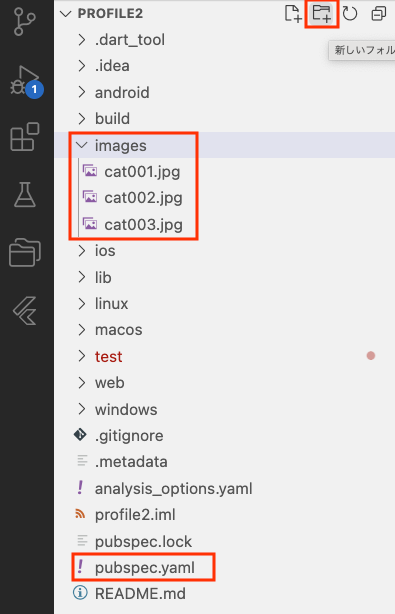 PROFILE2
新しいフォル
.dart_tool
.idea
android
1
build
images
cat001.jpg
cat002.jpg
cat003.jpg
ios
lib
linux
macos
test
web
windows
.gitignore
.metadata
analysis_options.yaml
profile2.iml
pubspec.lock
pubspec.yaml
README.md